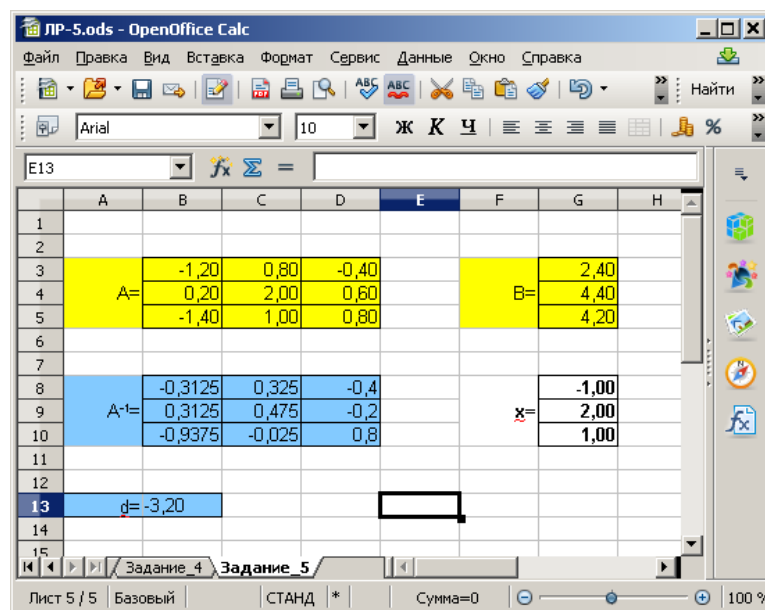 ЛР-5.ods - OpenOffice Calc
Файл Правка Вид Вставка Формат Сервис Данные Окно Справка
ABC ABC Найти
Arial 10 Ж К Ч %
E13
A B C D E F G H
1
2
3 -1,20 0,80 -0,40 2,40
4 A= 0,20 2,00 0,60 B= 4,40
5 -1,40 1,00 0,80 4,20
6
7
8 -0,3125 0,325 -0,4 -1,00
9 A-1= 0,3125 0,475 -0,2 x= 2,00
10 -0,9375 -0,025 0,8 1,00
11
12
13 d= -3,20
14
15
Задание_4 Задание_5
Лист 5 / 5 Базовый СТАНД * Сумма=0 100 %